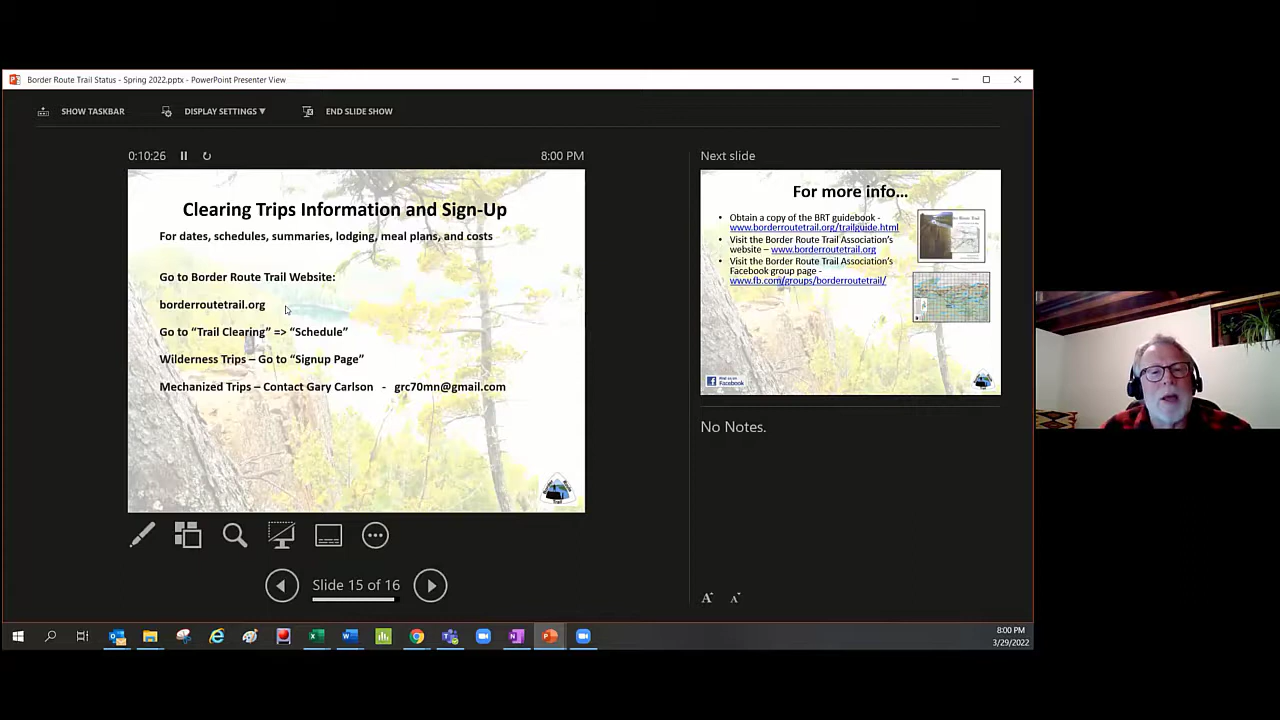 Border Route Trail Status - Spring 2022.pptx - PowerPoint Presenter View
SHOW TASKBAR
DISPLAY SETTINGS ▼
END SLIDE SHOW
0:10:26
8:00 PM
Clearing Trips Information and Sign-Up
For dates, schedules, summaries, lodging, meal plans, and costs
Go to Border Route Trail Website:
borderroutetrail.org
Go to “Trail Clearing” => “Schedule”
Wilderness Trips – Go to “Signup Page”
Mechanized Trips – Contact Gary Carlson - grc70mn@gmail.com
Slide 15 of 16
Next slide
For more info...
• Obtain a copy of the BRT guidebook -
www.borderroutetrail.org/trailguide.html
• Visit the Border Route Trail Association’s
website – www.borderroutetrail.org
• Visit the Border Route Trail Association’s
Facebook group page -
www.fb.com/groups/borderroutetrail/
Facebook
No Notes.
A A
8:00 PM
3/29/2022